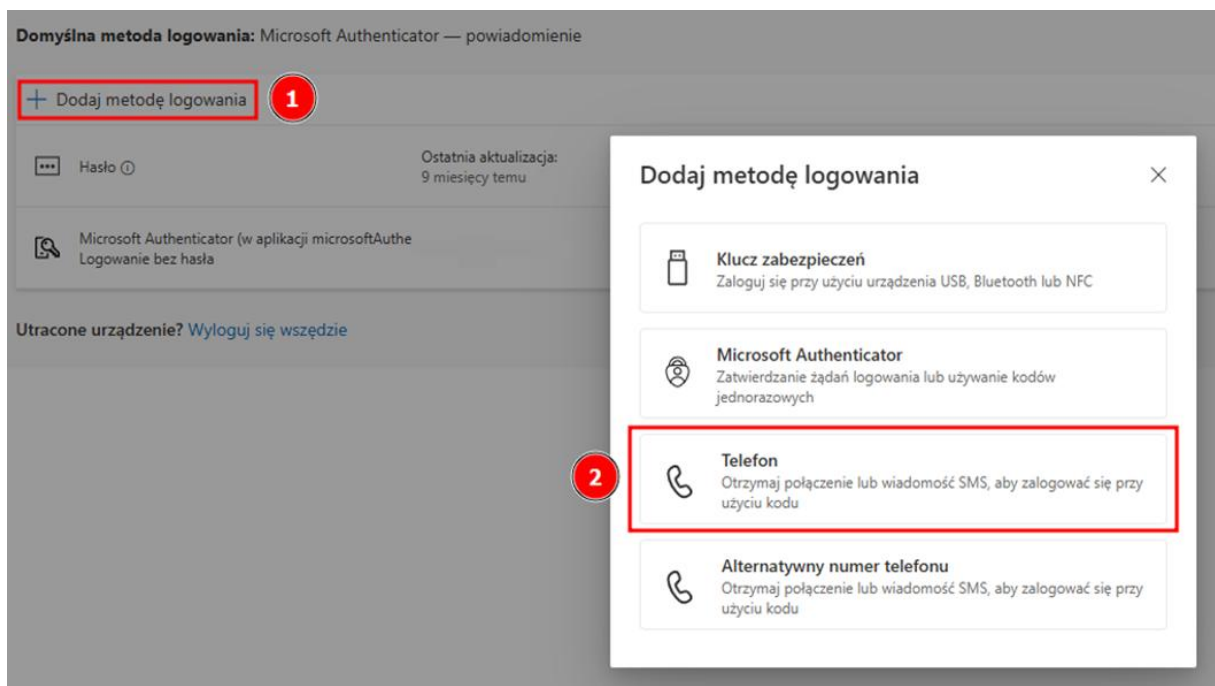 Domyślna metoda logowania: Microsoft Authenticator — powiadomienie
+ Dodaj metodę logowania
1
Hasło
Ostatnia aktualizacja:
9 miesięcy temu
Microsoft Authenticator (w aplikacji microsoftAuthe
Logowanie bez hasła
Utracone urządzenie? Wyloguj się wszędzie
Dodaj metodę logowania
Klucz zabezpieczeń
Zaloguj się przy użyciu urządzenia USB, Bluetooth lub NFC
Microsoft Authenticator
Zatwierdzanie żądań logowania lub używanie kodów
jednorazowych
2
Telefon
Otrzymaj połączenie lub wiadomość SMS, aby zalogować się przy
użyciu kodu
Alternatywny numer telefonu
Otrzymaj połączenie lub wiadomość SMS, aby zalogować się przy
użyciu kodu